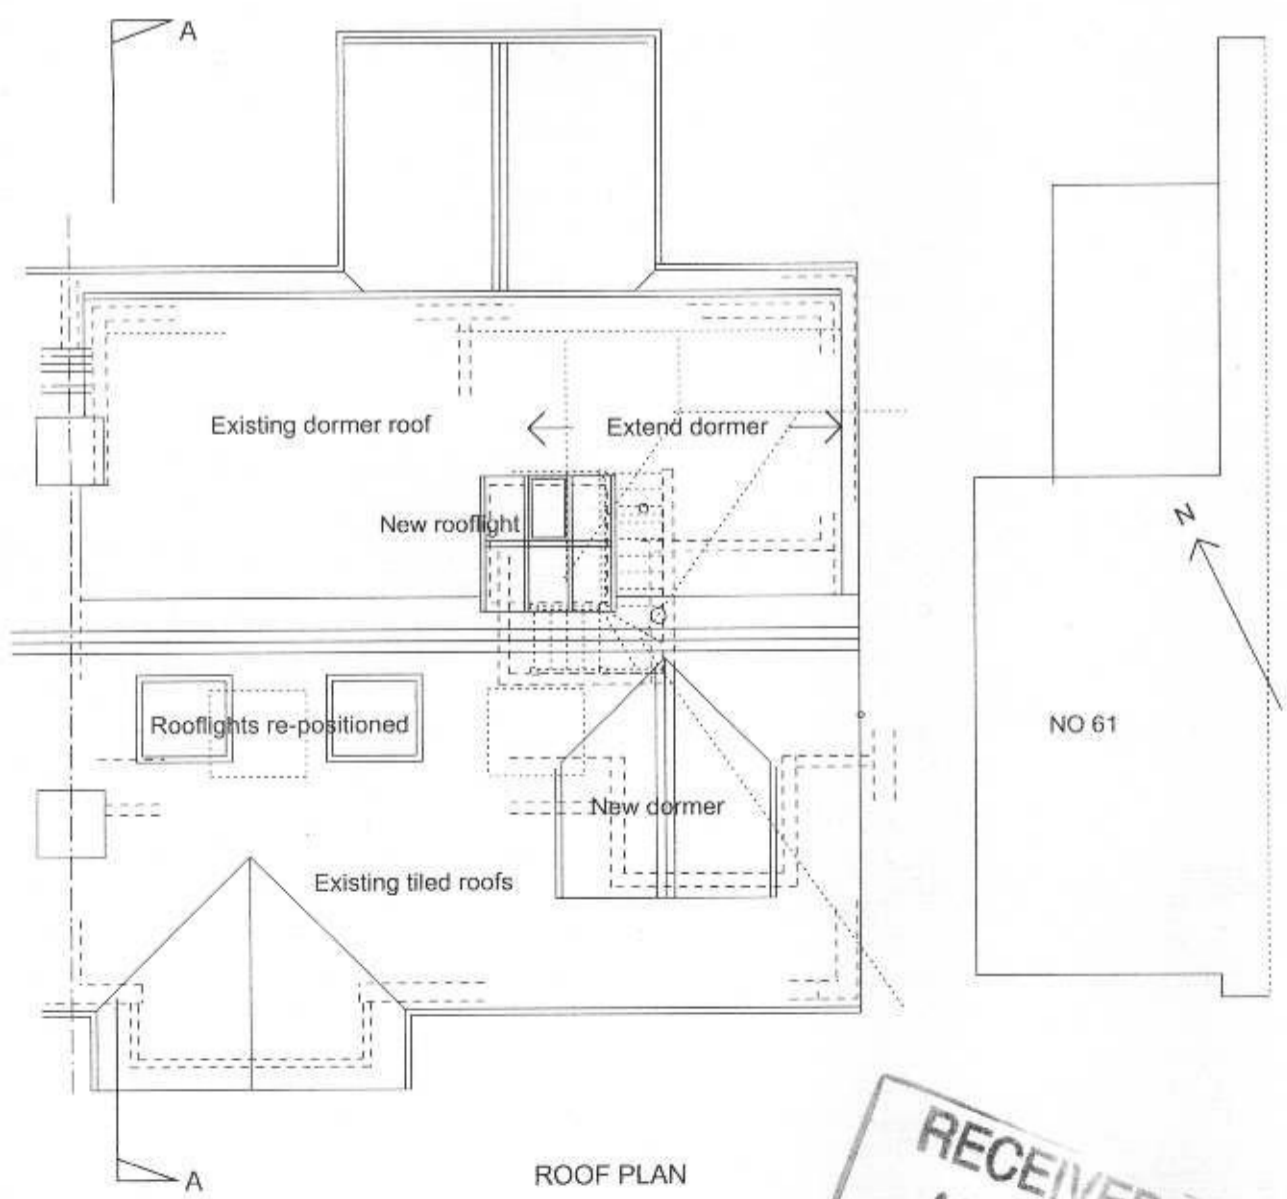 A
Existing dormer roof
Extend dormer
New rooflight
N
Rooflights re-positioned
NO 61
New dormer
Existing tiled roofs
A
ROOF PLAN